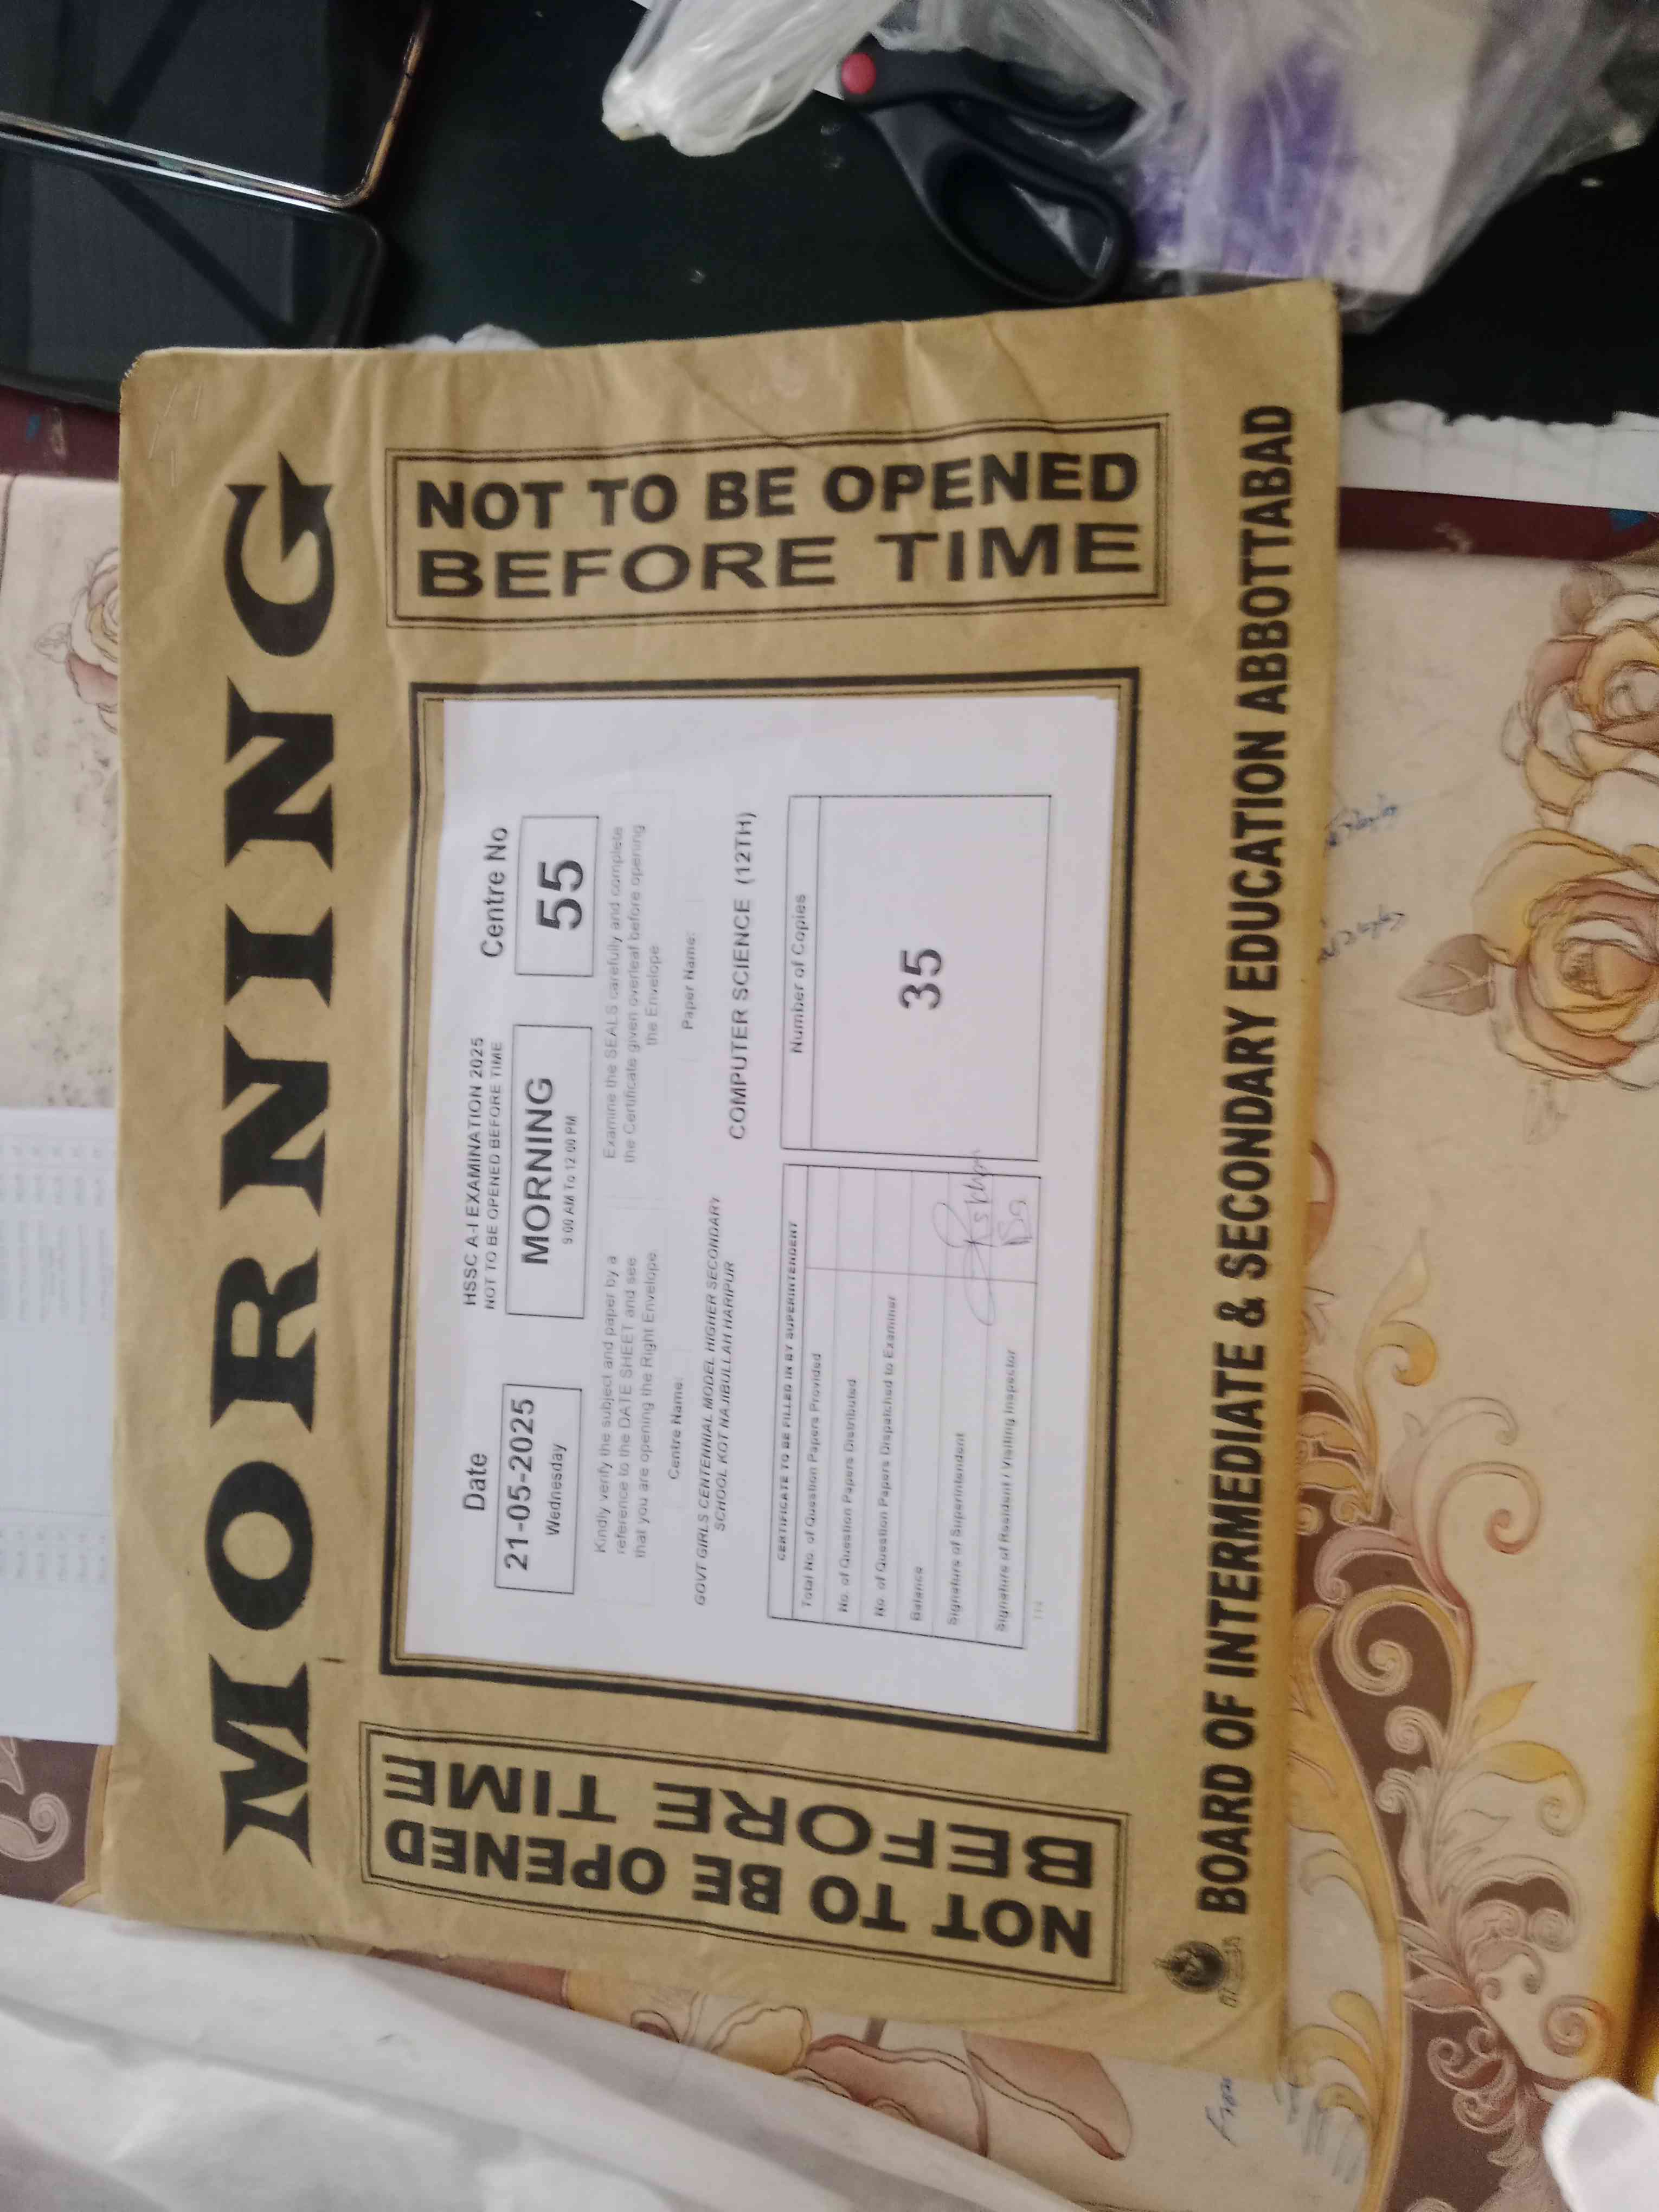 MORNING
NOT TO BE OPENED
BEFORE TIME
HSSC A-I EXAMINATION 2025
NOT TO BE OPENED BEFORE TIME
Date
21-05-2025
Wednesday
MORNING
9:00 AM To 12:00 PM
Centre No
55
Kindly verify the subject and paper by a
reference to the DATE SHEET and see
that you are opening the Right Envelope
Examine the SEALS carefully and complete
the Certificate given overleaf before opening
the Envelope
Centre Name:
GOVT GIRLS CENTENNIAL MODEL HIGHER SECONDARY
SCHOOL KOT NAJIBULLAH HARIPUR
Paper Name:
COMPUTER SCIENCE (12TH)
CERTIFICATE TO BE FILLED IN BY SUPERINTENDENT
Total No. of Question Papers Provided
No. of Question Papers Distributed
No. of Question Papers Dispatched to Examiner
Balance
Signature of Superintendent
Signature of Resident / Visiting Inspector
Number of Copies
35
NOT TO BE OPENED
BEFORE TIME
BOARD OF INTERMEDIATE & SECONDARY EDUCATION ABBOTTABAD